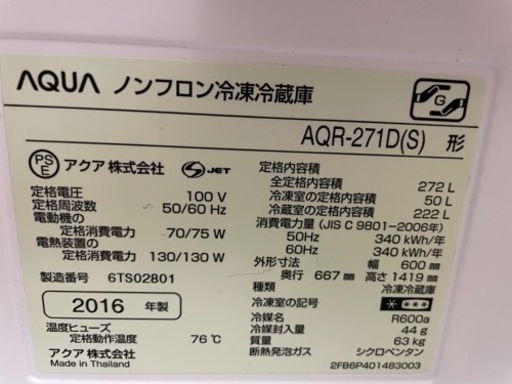 AQUA ノンフロン冷凍冷蔵庫
G
AQR-271D(S) 形
PS E アクア株式会社 S JET
定格電圧 100 V
定格周波数 50/60 Hz
電動機の
定格消費電力 70/75 W
電熱装置の
定格消費電力 130/130 W
製造番号 6TS02801
2016 年製
温度ヒューズ
定格動作温度 76℃
アクア株式会社
Made in Thailand
定格内容積
全定格内容積 272 L
冷凍室の定格内容積 50 L
冷蔵室の定格内容積 222 L
消費電力量 (JIS C 9801-2006年)
50Hz 340 kWh/年
60Hz 340 kWh/年
外形寸法 幅 600 mm
奥行 667 mm 高さ 1419 mm
種類 冷凍冷蔵庫
冷凍室の記号 ****
冷媒名 R600a
冷媒封入量 44 g
質量 63 kg
断熱発泡ガス シクロペンタン
2FB6P401483003